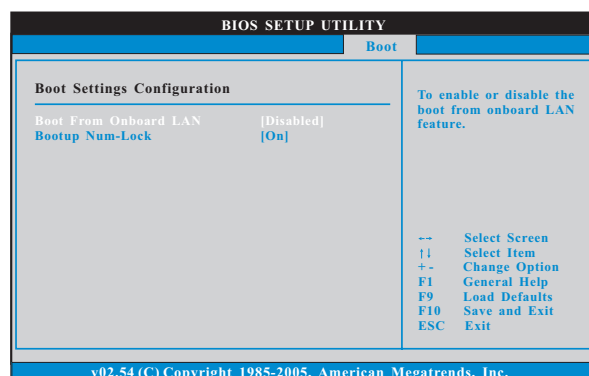 BIOS SETUP UTILITY
Boot
Boot Settings Configuration
Boot From Onboard LAN [Disabled]
Bootup Num-Lock [On]
To enable or disable the
boot from onboard LAN
feature.
←→ Select Screen
↑↓ Select Item
+- Change Option
F1 General Help
F9 Load Defaults
F10 Save and Exit
ESC Exit
v02.54 (C) Copyright 1985-2005, American Megatrends, Inc.